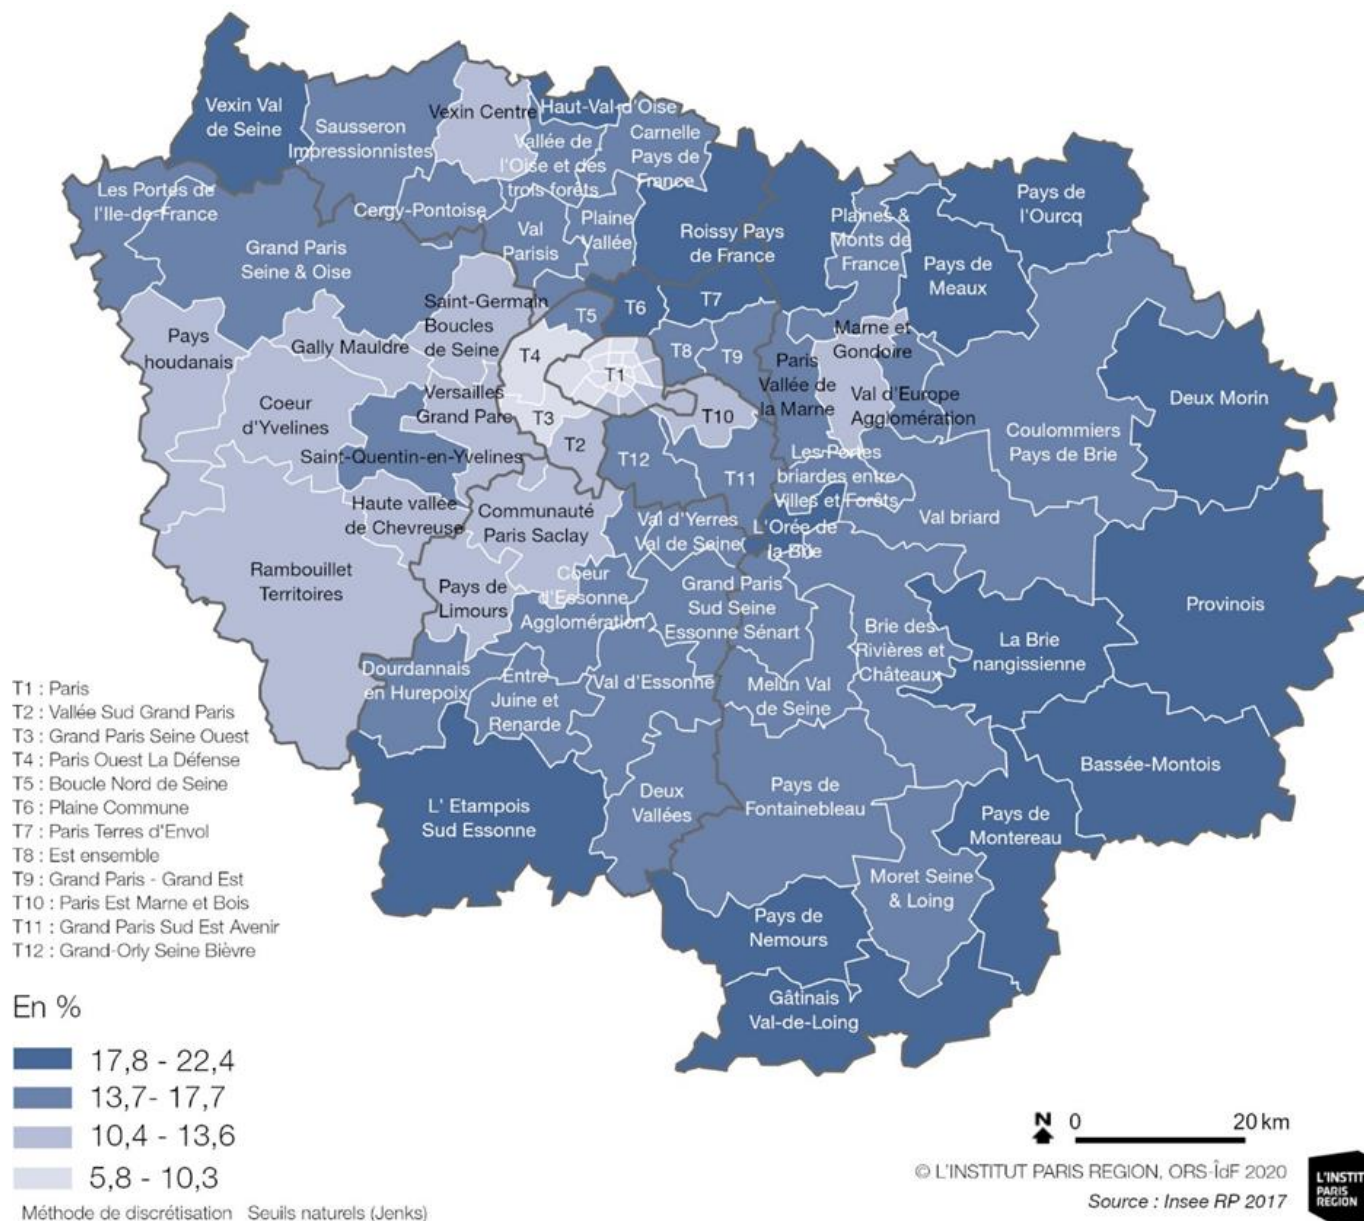 Vexin Val
de Seine
Sausseron
Impressionnistes
Vexin Centre
Haut-Val-d'Oise
Vallée de
l'Oise et des
trois forêts
Carnelle
Pays de
France
Les Portes de
l'Ile-de-France
Cergy-Pontoise
Val
Parisis
Plaine
Vallée
Roissy Pays
de France
Plaines &
Monts de
France
Pays de
l'Ourcq
Pays de
Meaux
Grand Paris
Seine & Oise
Saint-Germain
Boucles
de Seine
Pays
houdanais
Gally Mauldre
T4
T5
T6
T7
T8
T9
T1
T3
T2
T10
T12
T11
Marne et
Gondoire
Paris
Vallée de
la Marne
Val d'Europe
Agglomération
Deux Morin
Coulommiers
Pays de Brie
Coeur
d'Yvelines
Versailles
Grand Parc
Saint-Quentin-en-Yvelines
Haute vallée
de Chevreuse
Communauté
Paris Saclay
Les Portes
briardes entre
Villes et Forêts
Val d'Yerres
Val de Seine
L'Orée de
la Brie
Val briard
Rambouillet
Territoires
Pays de
Limours
Coeur
d'Essonne
Agglomération
Grand Paris
Sud Seine
Essonne Sénart
Brie des
Rivières et
Châteaux
La Brie
nangissienne
Provinois
Dourdannais
en Hurepoix
Entre
Juine et
Renarde
Val d'Essonne
Melun Val
de Seine
Bassée-Montois
L' Etampois
Sud Essonne
Deux
Vallées
Pays de
Fontainebleau
Pays de
Montereau
Moret Seine
& Loing
Pays de
Nemours
Gâtinais
Val-de-Loing
T1 : Paris
T2 : Vallée Sud Grand Paris
T3 : Grand Paris Seine Ouest
T4 : Paris Ouest La Défense
T5 : Boucle Nord de Seine
T6 : Plaine Commune
T7 : Paris Terres d'Envol
T8 : Est ensemble
T9 : Grand Paris - Grand Est
T10 : Paris Est Marne et Bois
T11 : Grand Paris Sud Est Avenir
T12 : Grand-Orly Seine Bièvre
En %
17,8 - 22,4
13,7- 17,7
10,4 - 13,6
5,8 - 10,3
Méthode de discrétisation Seuils naturels (Jenks)
N 0 20 km
© L'INSTITUT PARIS REGION, ORS-ÎdF 2020
Source : Insee RP 2017
L'INSTIT
PARIS
REGION